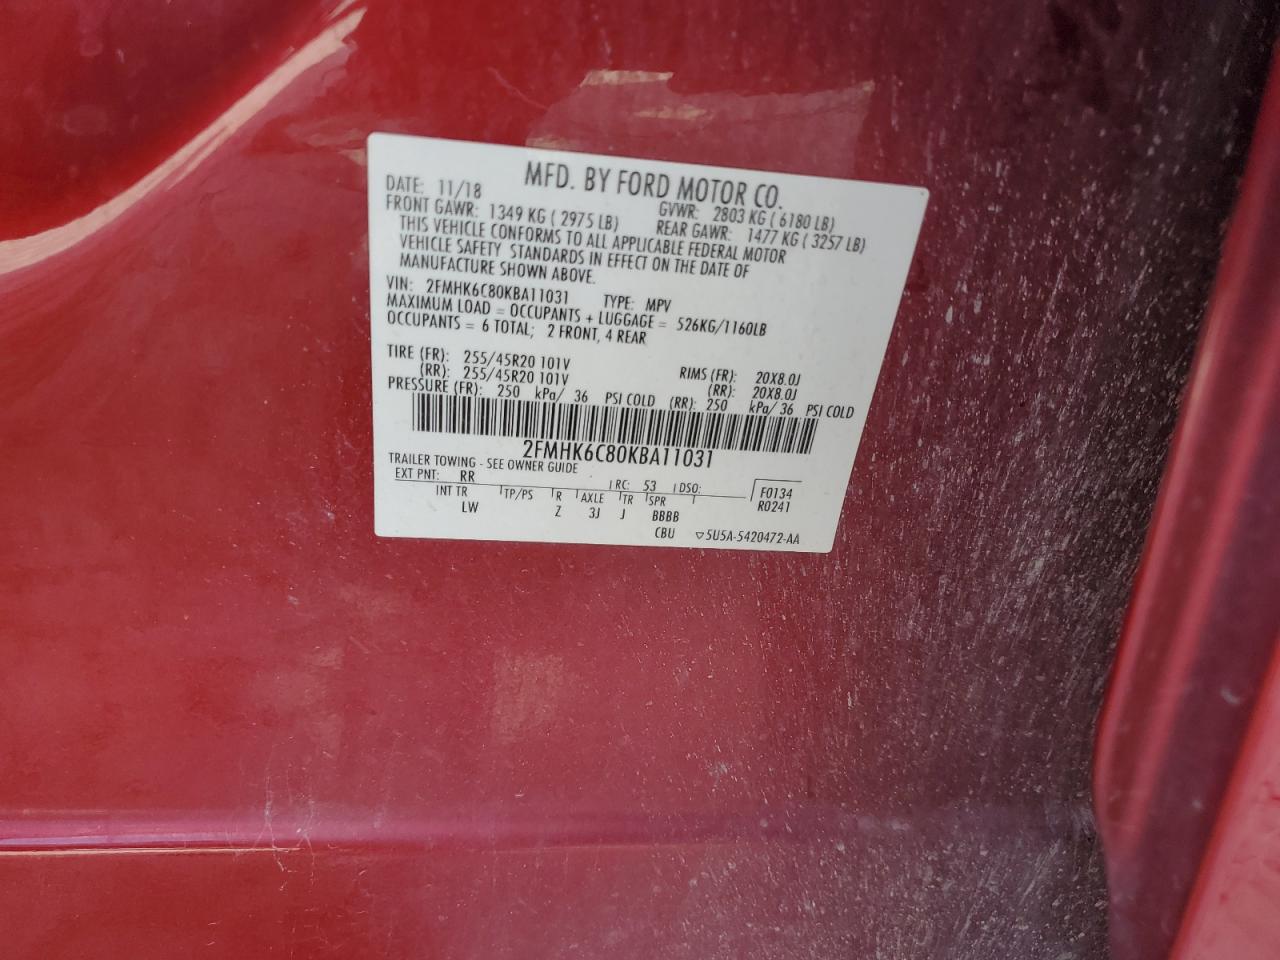 MFD. BY FORD MOTOR CO.
DATE: 11/18 GVWR: 2803 KG ( 6180 LB)
FRONT GAWR: 1349 KG ( 2975 LB) REAR GAWR: 1477 KG ( 3257 LB)
THIS VEHICLE CONFORMS TO ALL APPLICABLE FEDERAL MOTOR
VEHICLE SAFETY STANDARDS IN EFFECT ON THE DATE OF
MANUFACTURE SHOWN ABOVE.
VIN: 2FMHK6C80KBA11031 TYPE: MPV
MAXIMUM LOAD = OCCUPANTS + LUGGAGE = 526KG/1160LB
OCCUPANTS = 6 TOTAL; 2 FRONT, 4 REAR
TIRE (FR): 255/45R20 101V RIMS (FR): 20X8.0J
(RR): 255/45R20 101V (RR): 20X8.0J
PRESSURE (FR): 250 kPa/ 36 PSI COLD (RR): 250 kPa/ 36 PSI COLD
2FMHK6C80KBA11031
TRAILER TOWING - SEE OWNER GUIDE
EXT PNT: RR RC: 53 DSO: F0134
INT TR TP/PS R AXLE TR SPR R0241
LW Z 3J J BBBB
CBU ▽5U5A-5420472-AA